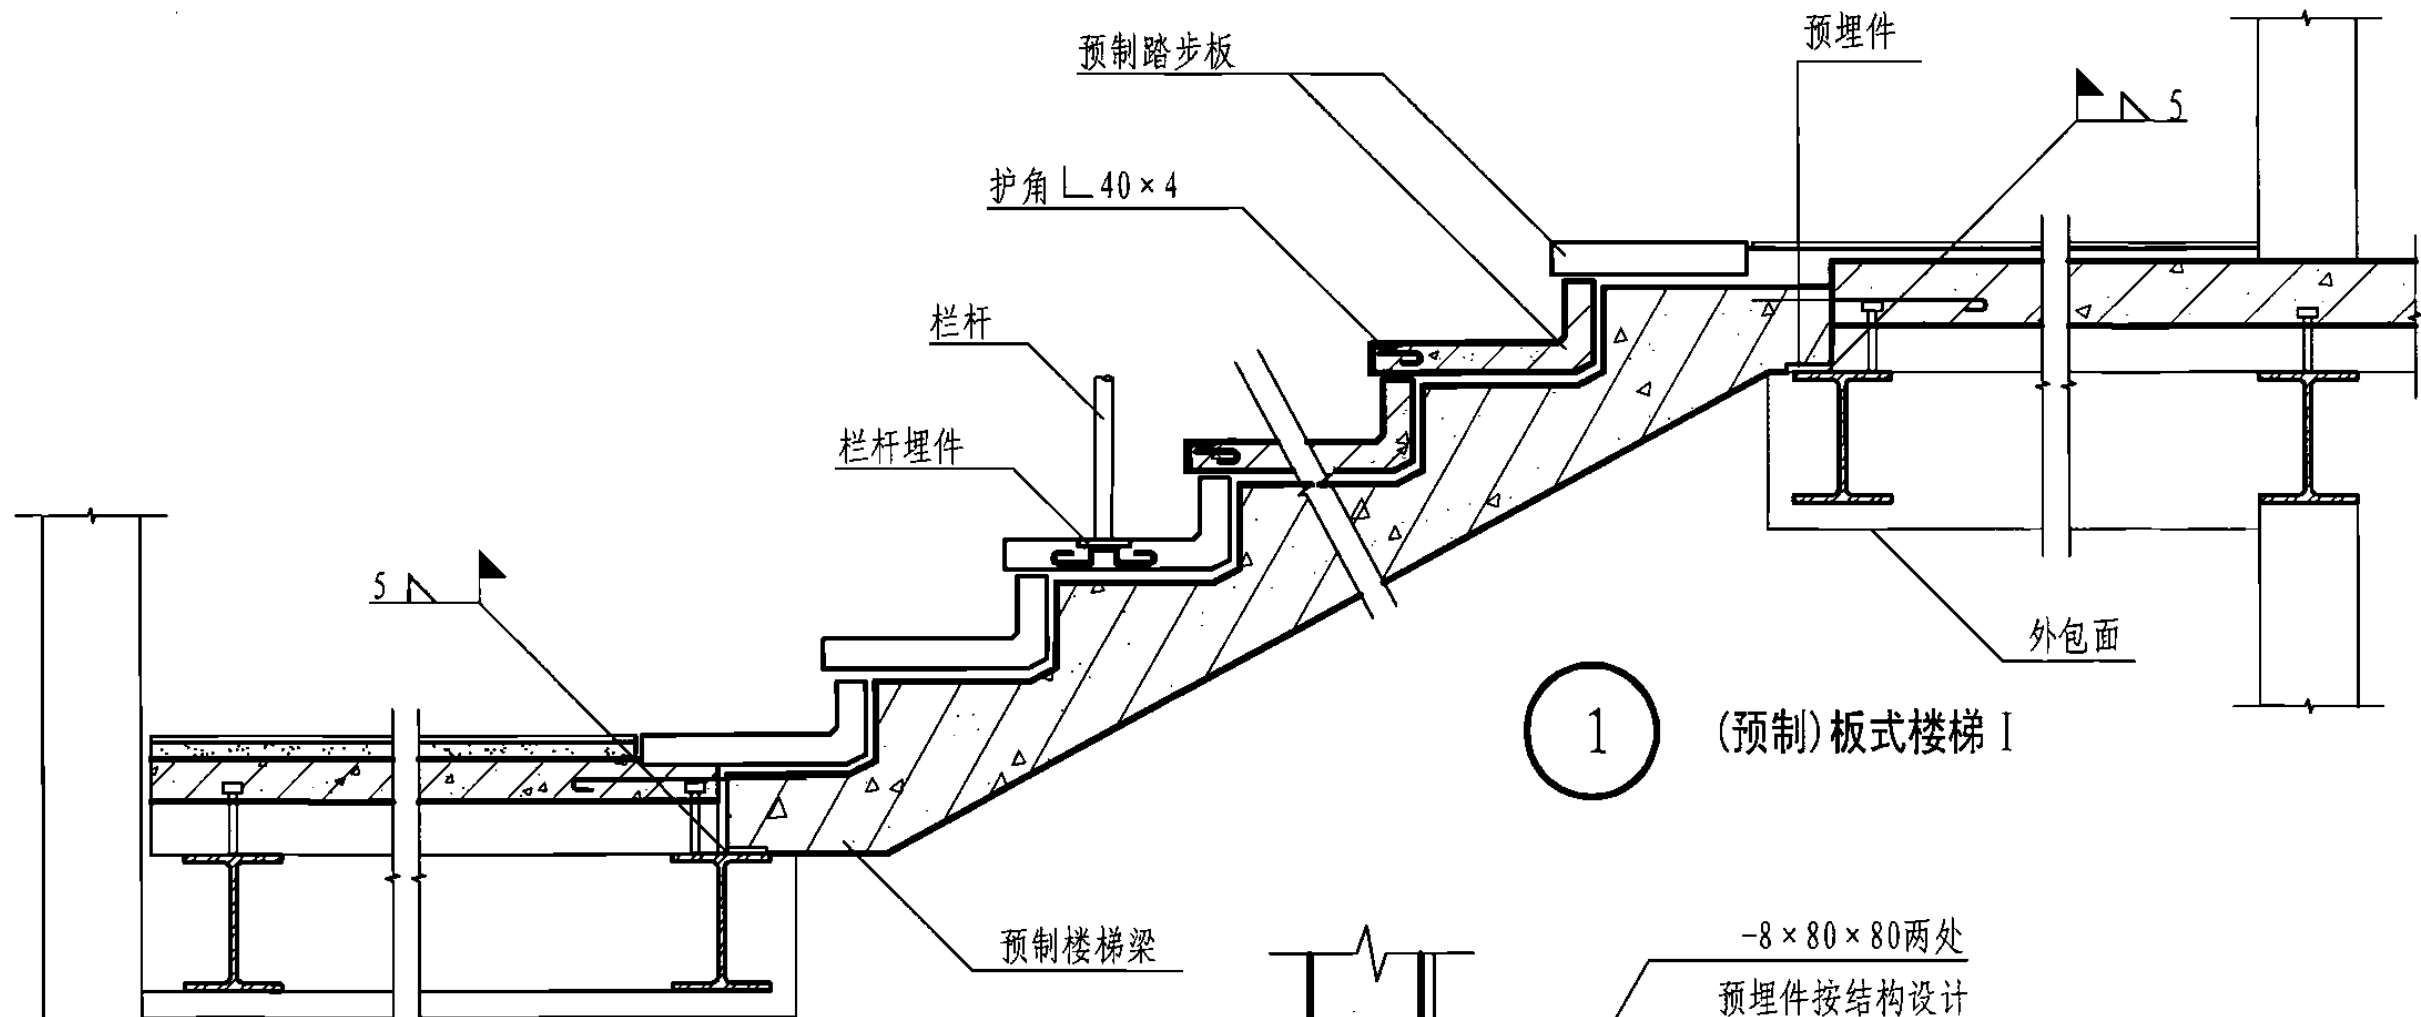 预制踏步板
预埋件
5
护角∟40×4
栏杆
栏杆埋件
5
外包面
1
(预制)板式楼梯 I
预制楼梯梁
-8×80×80两处
预埋件按结构设计